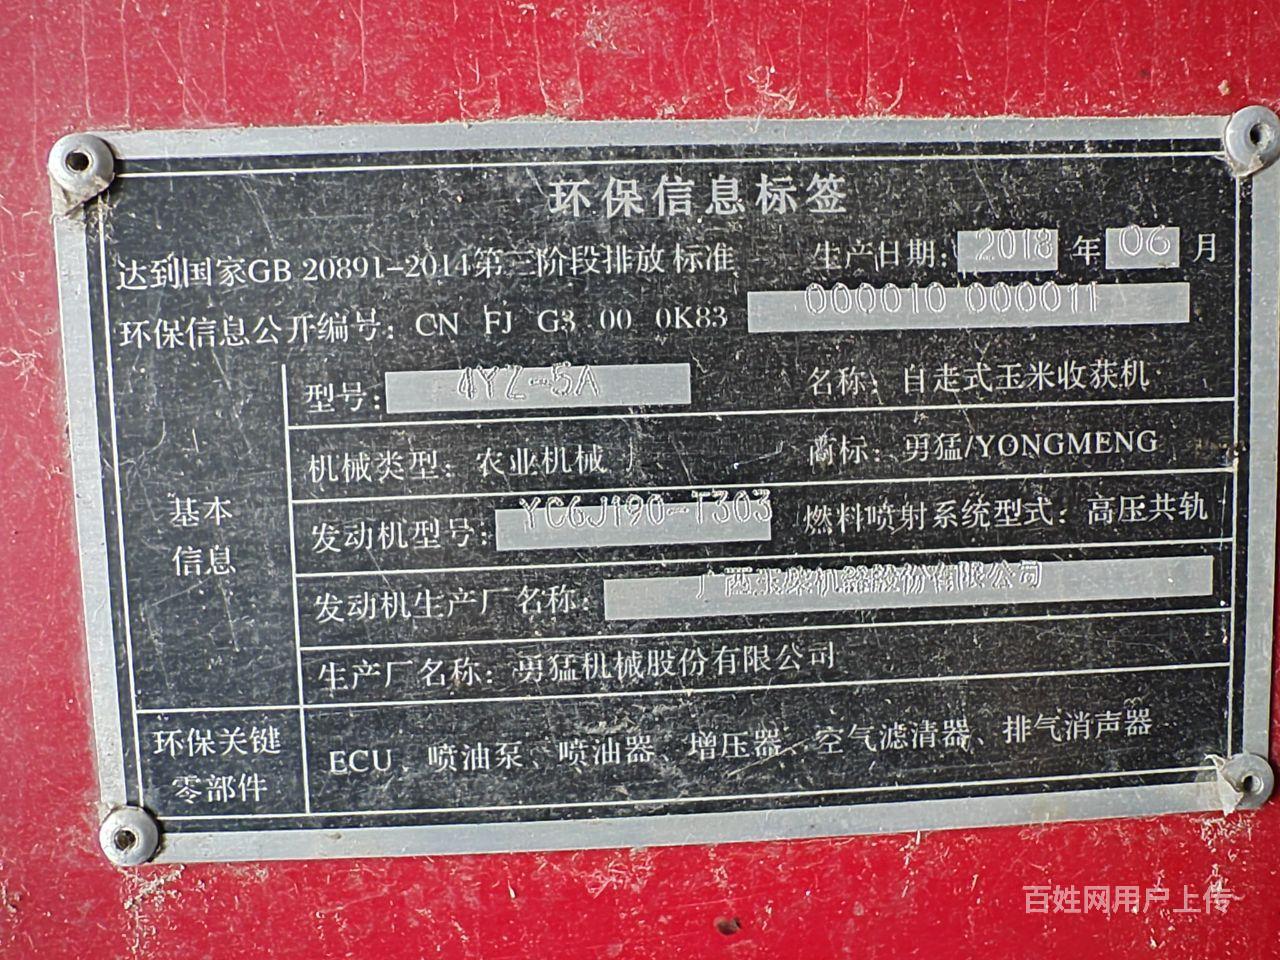 环保信息标签
达到国家GB 20891-2014第三阶段排放标准 生产日期：2018年06月
环保信息公开编号：CN FJ G3 00 0K83 000010 000011
型号：4YZ-5A 名称：自走式玉米收获机
机械类型：农业机械 商标：勇猛/YONGMENG
基本信息
发动机型号：YC6J190-T303 燃料喷射系统型式：高压共轨
发动机生产厂名称：广西玉柴机器股份有限公司
生产厂名称：勇猛机械股份有限公司
环保关键零部件
ECU、喷油泵、喷油器、增压器、空气滤清器、排气消声器
百姓网用户上传